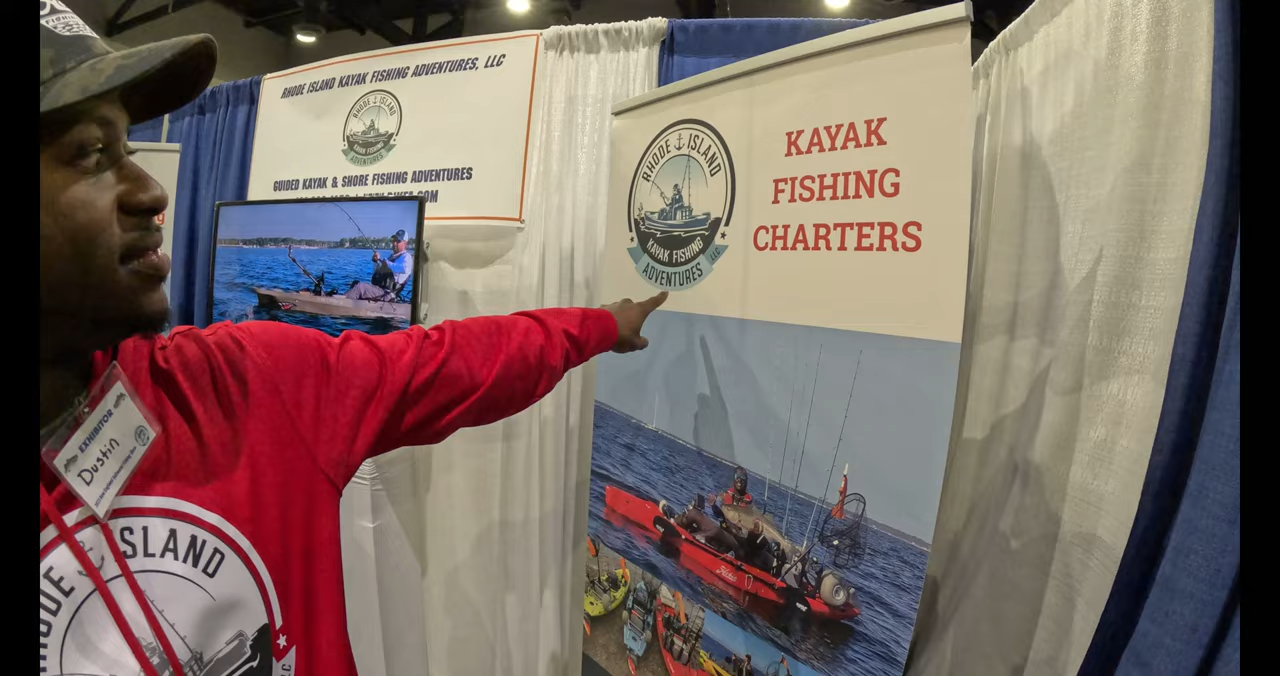 RHODE ISLAND KAYAK FISHING ADVENTURES, LLC
RHODE ISLAND
KAYAK FISHING
ADVENTURES
GUIDED KAYAK & SHORE FISHING ADVENTURES
RHODE ISLAND
KAYAK FISHING
ADVENTURES
LLC
KAYAK
FISHING
CHARTERS
Hobie
EXHIBITOR
Dustin
ISLAND